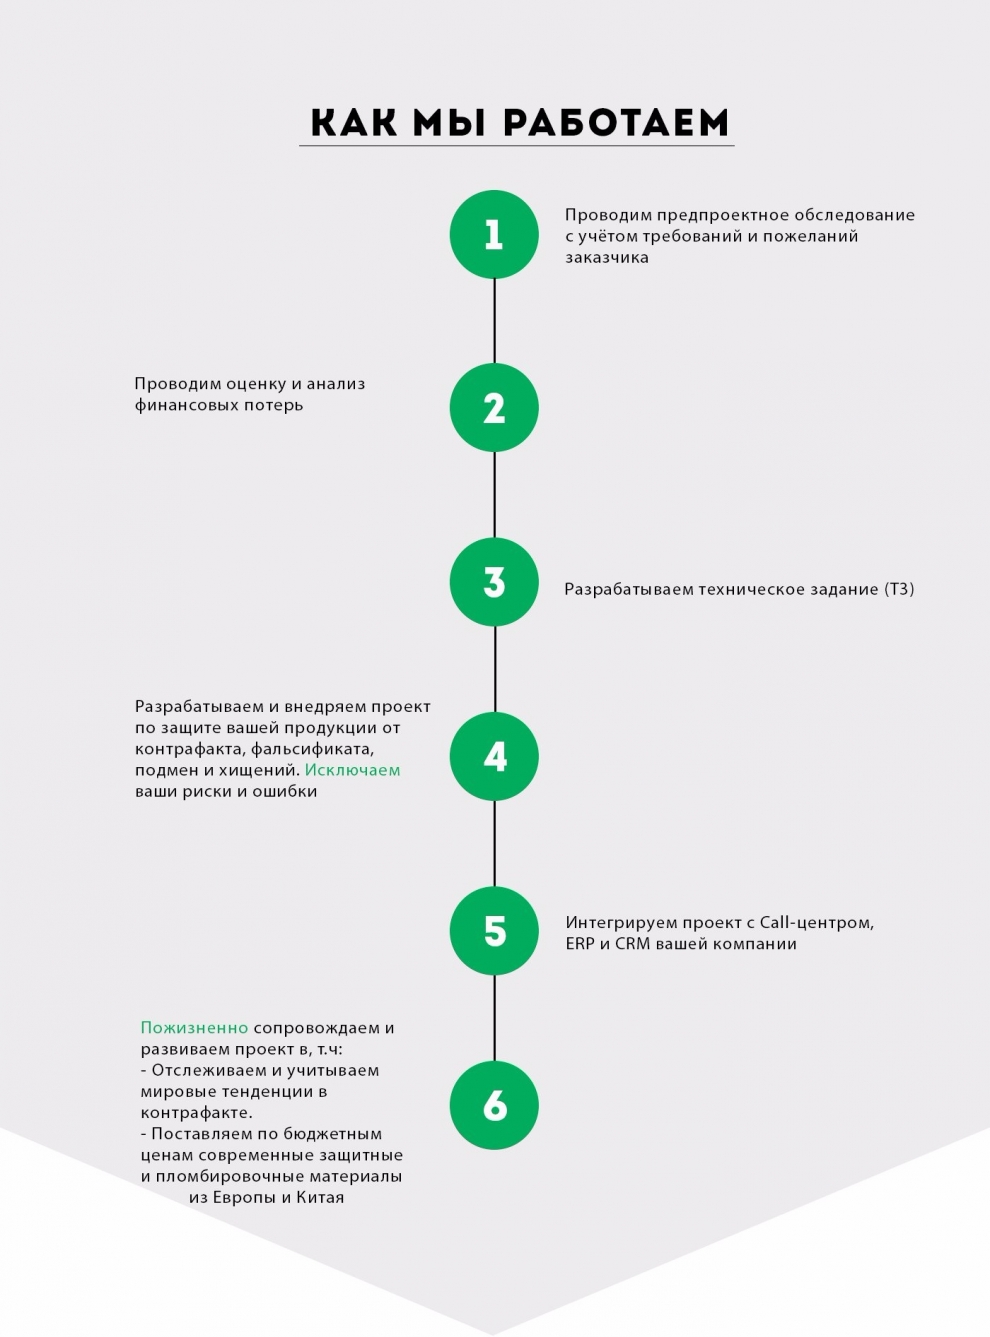 КАК МЫ РАБОТАЕМ
1
Проводим предпроектное обследование
с учётом требований и пожеланий
заказчика
Проводим оценку и анализ
финансовых потерь
2
3
Разрабатываем техническое задание (ТЗ)
Разрабатываем и внедряем проект
по защите вашей продукции от
контрафакта, фальсификата,
подмен и хищений. Исключаем
ваши риски и ошибки
4
5
Интегрируем проект с Call-центром,
ERP и CRM вашей компании
Пожизненно сопровождаем и
развиваем проект в, т.ч:
- Отслеживаем и учитываем
мировые тенденции в
контрафакте.
- Поставляем по бюджетным
ценам современные защитные
и пломбировочные материалы
из Европы и Китая
6